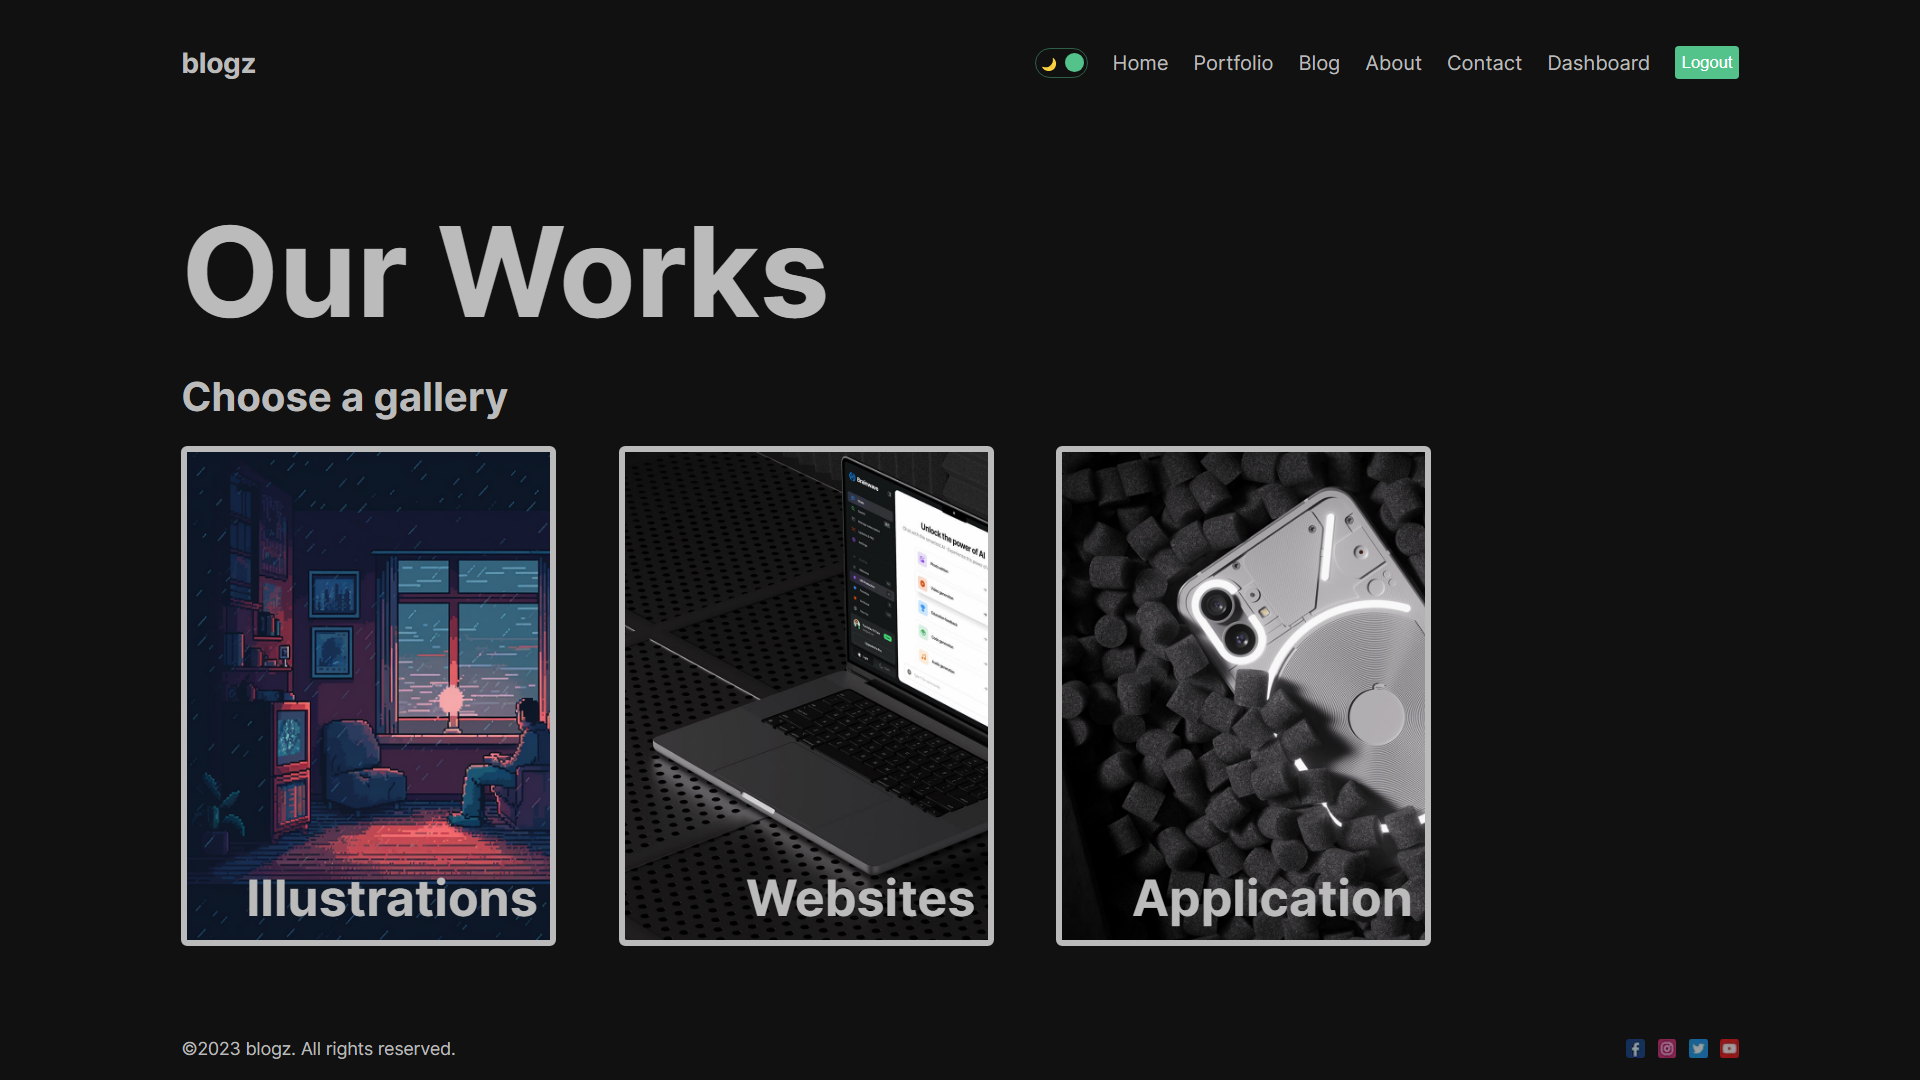 blogz
Home Portfolio Blog About Contact Dashboard Logout
Our Works
Choose a gallery
Brainwave
Unlock the power of AI
Illustrations
Websites
Application
©2023 blogz. All rights reserved.